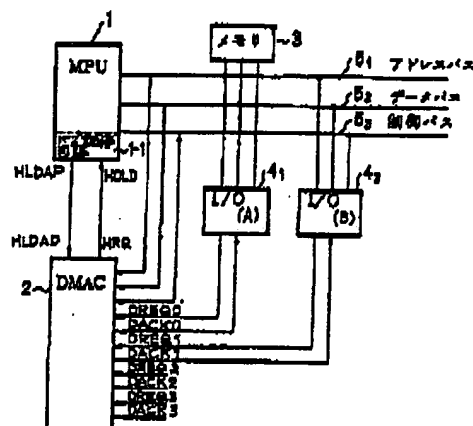 1
MPU
1-1
メモリ
3
5₁ アドレスバス
5₂ データバス
5₃ 制御バス
HLDAP
HOLD
4₁
I/O
(A)
4₂
I/O
(B)
HLDAD
HRQ
2
DMAC
DREQ0
DACK0
DREQ1
DACK1
DREQ2
DACK2
DREQ3
DACK3